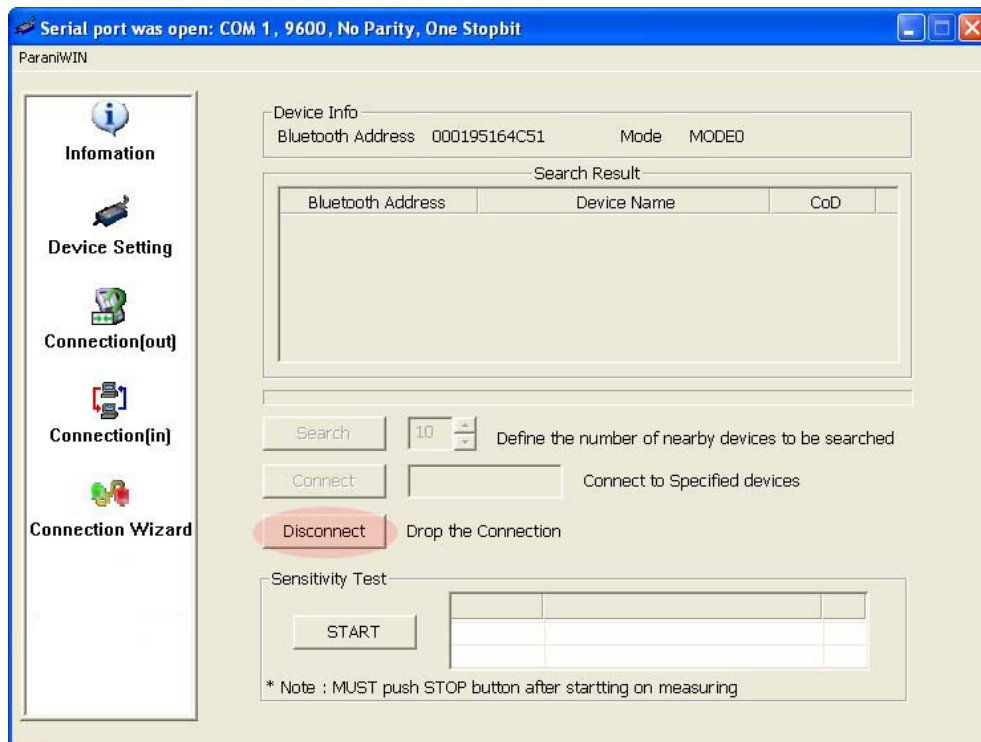 Serial port was open: COM 1, 9600, No Parity, One Stopbit
ParaniWIN
Infomation
Device Setting
Connection(out)
Connection(in)
Connection Wizard
Device Info
Bluetooth Address 000195164C51 Mode MODE0
Search Result
Bluetooth Address Device Name CoD
Search 10 Define the number of nearby devices to be searched
Connect Connect to Specified devices
Disconnect Drop the Connection
Sensitivity Test
START
* Note : MUST push STOP button after startting on measuring